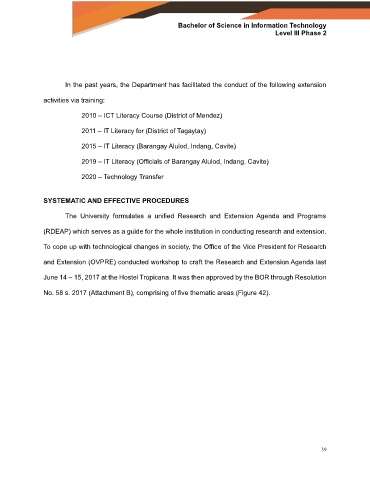 Bachelor of Science in Information Technology
Level III Phase 2
In the past years, the Department has facilitated the conduct of the following extension
activities via training:
2010 – ICT Literacy Course (District of Mendez)
2011 – IT Literacy for (District of Tagaytay)
2015 – IT Literacy (Barangay Alulod, Indang, Cavite)
2019 – IT Literacy (Officials of Barangay Alulod, Indang, Cavite)
2020 – Technology Transfer
SYSTEMATIC AND EFFECTIVE PROCEDURES
The University formulates a unified Research and Extension Agenda and Programs
(RDEAP) which serves as a guide for the whole institution in conducting research and extension.
To cope up with technological changes in society, the Office of the Vice President for Research
and Extension (OVPRE) conducted workshop to craft the Research and Extension Agenda last
June 14 – 15, 2017 at the Hostel Tropicana. It was then approved by the BOR through Resolution
No. 58 s. 2017 (Attachment B), comprising of five thematic areas (Figure 42).
39